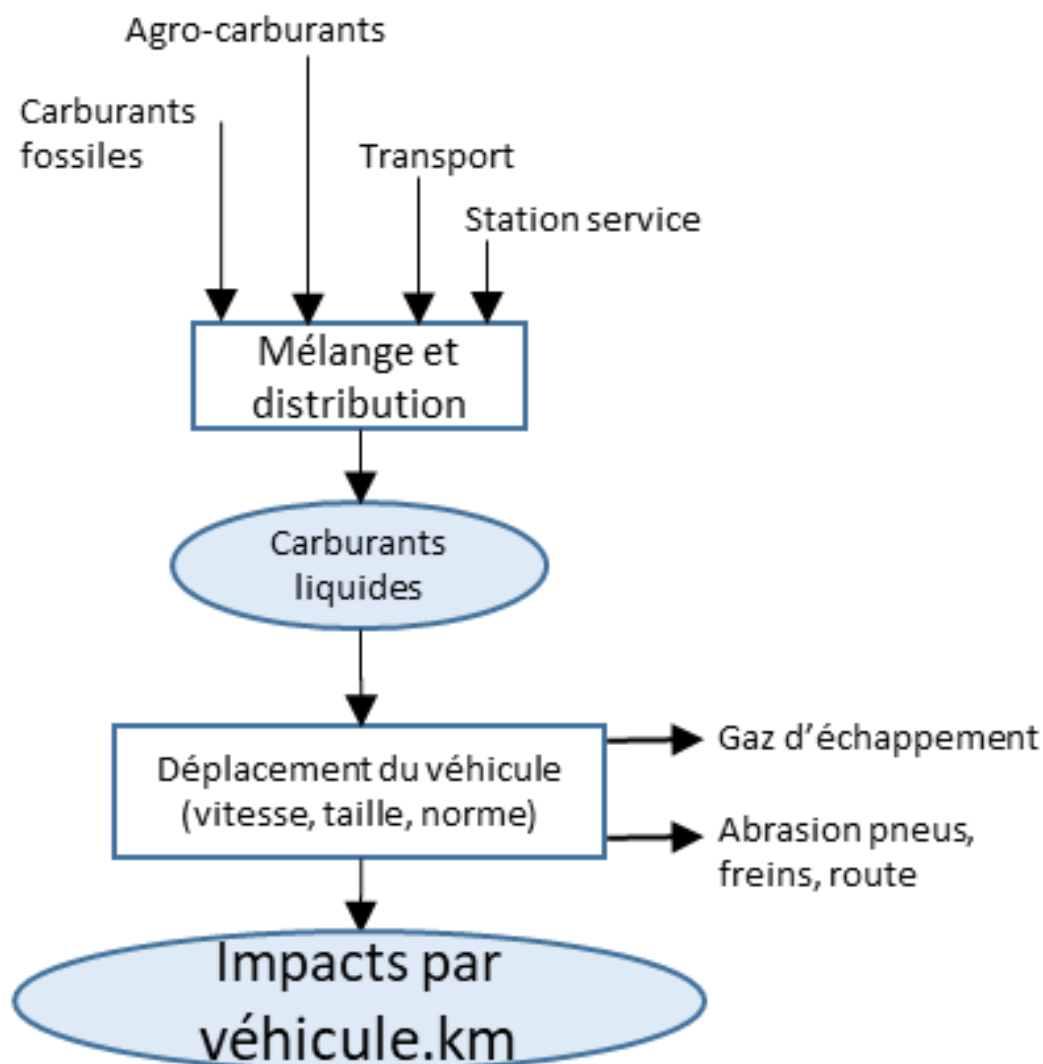 Agro-carburants
Carburants
fossiles
Transport
Station service
Mélange et
distribution
Carburants
liquides
Déplacement du véhicule
(vitesse, taille, norme)
Gaz d'échappement
Abrasion pneus,
freins, route
Impacts par
véhicule.km